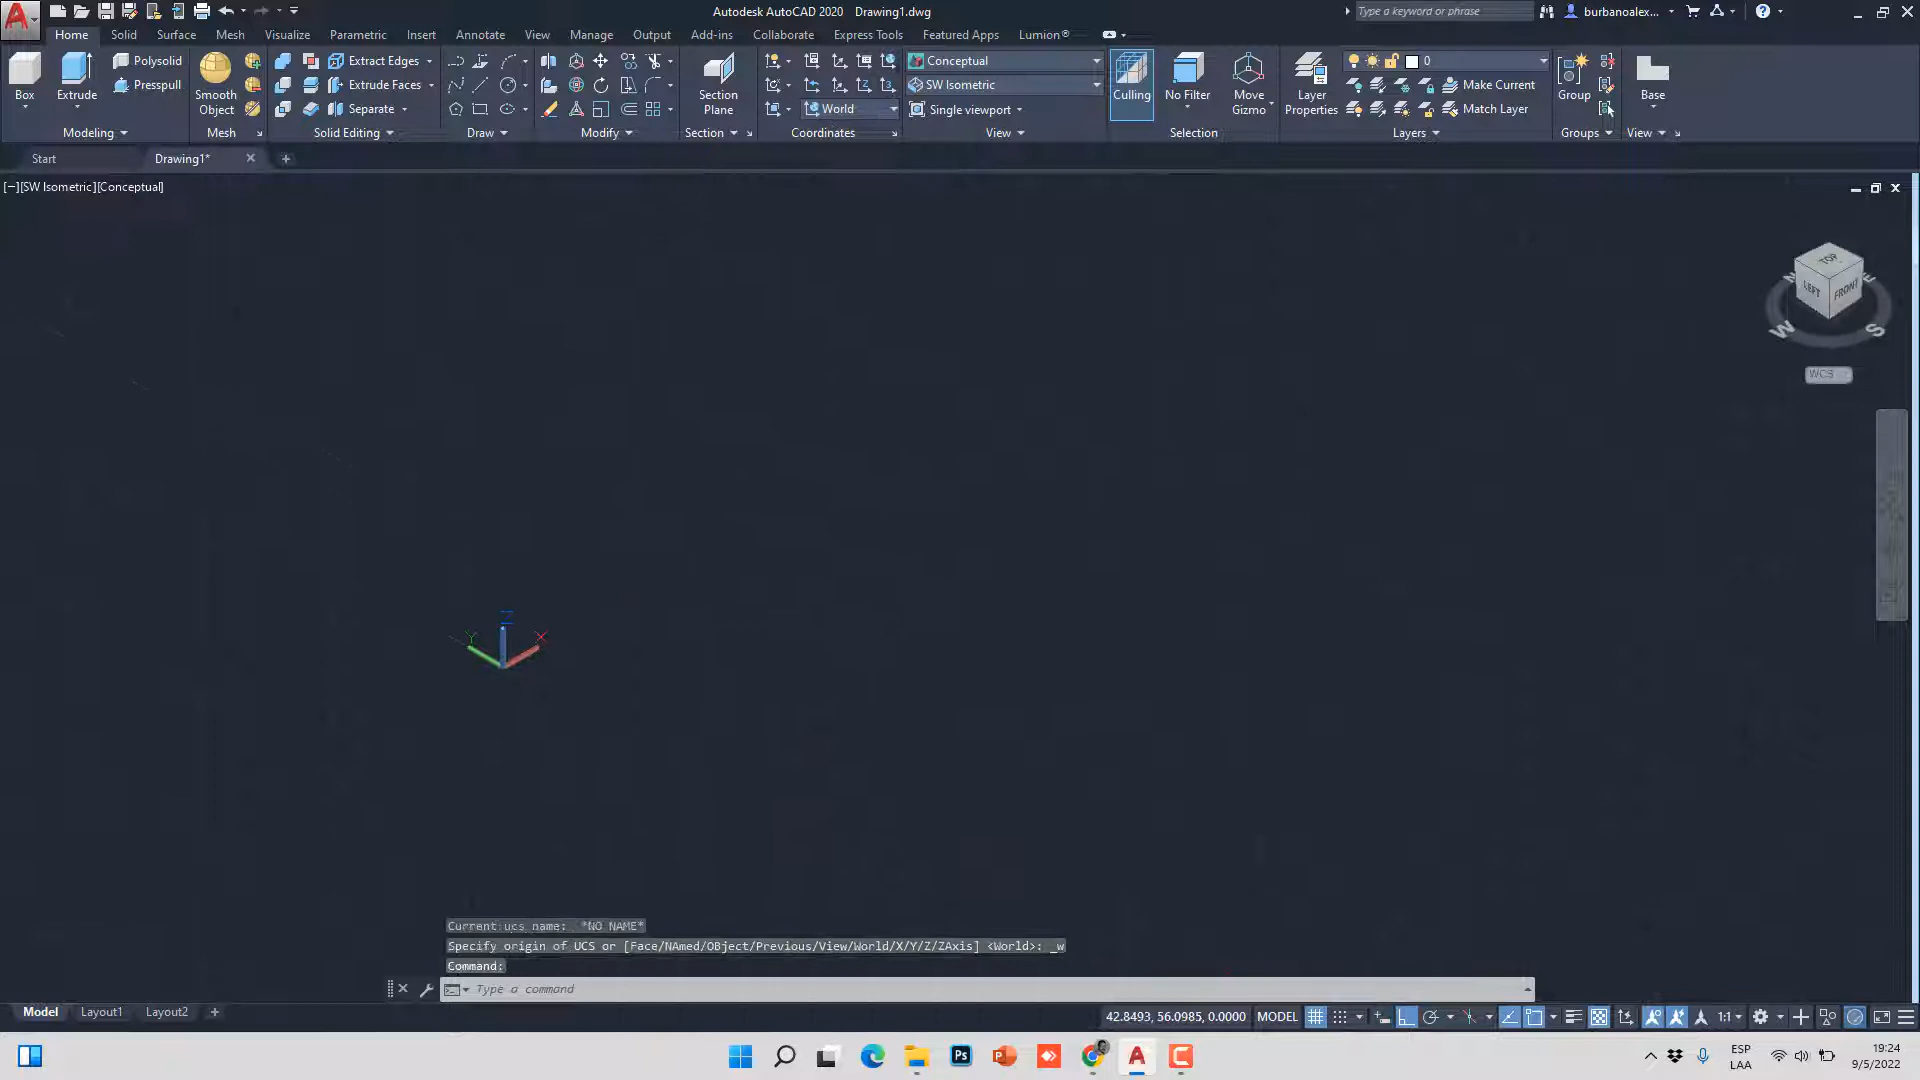 Autodesk AutoCAD 2020 Drawing1.dwg
Type a keyword or phrase
burbanoalex...
Home Solid Surface Mesh Visualize Parametric Insert Annotate View Manage Output Add-ins Collaborate Express Tools Featured Apps Lumion®
Box
Extrude
Polysolid
Presspull
Modeling
Smooth
Object
Mesh
Extract Edges
Extrude Faces
Separate
Solid Editing
Draw
Modify
Section
Plane
Section
World
Coordinates
Conceptual
SW Isometric
Single viewport
View
Culling
No Filter
Move
Gizmo
Selection
Layer
Properties
0
Make Current
Match Layer
Layers
Group
Groups
Base
View
Start
Drawing1*
[−][SW Isometric][Conceptual]
TOP
LEFT
FRONT
N
E
W
S
WCS
Y
X
Current ucs name: *NO NAME*
Specify origin of UCS or [Face/NAmed/OBject/Previous/View/World/X/Y/Z/ZAxis] <World>: _w
Command:
Type a command
Model
Layout1
Layout2
42.8493, 56.0985, 0.0000
MODEL
1:1
Ps
ESP
LAA
19:24
9/5/2022